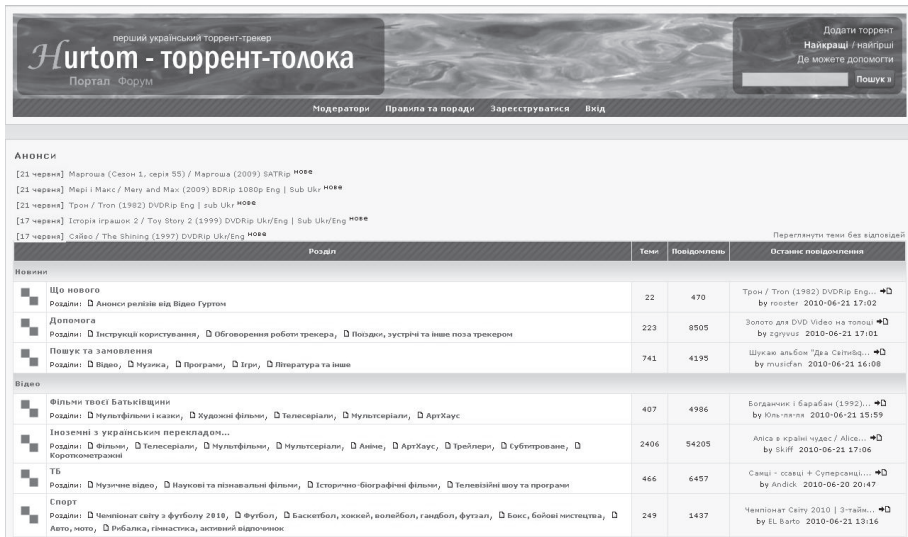 перший український торрент-трекер
Hurtom - торрент-толока
Портал Форум
Додати торрент
Найкращі / найгірші
Де можете допомогти
Пошук »
Модератори Правила та поради Зареєструватися Вхід
Анонси
[21 червня] Маргоша (Сезон 1, серія 55) / Маргоша (2009) SATRip нове
[21 червня] Мері і Макс / Mery and Max (2009) BDRip 1080p Eng | Sub Ukr нове
[21 червня] Трон / Tron (1982) DVDRip Eng | sub Ukr нове
[17 червня] Історія іграшок 2 / Toy Story 2 (1999) DVDRip Ukr/Eng | Sub Ukr/Eng нове
[17 червня] Сяйво / The Shining (1997) DVDRip Ukr/Eng нове
Переглянути теми без відповідей
Розділ Теми Повідомлень Останнє повідомлення
Новини
Що нового
Розділи: Анонси релізів від Відео Гуртом
22 470
Трон / Tron (1982) DVDRip Eng...
by rooster 2010-06-21 17:02
Допомога
Розділи: Інструкції користування, Обговорення роботи трекера, Поїздки, зустрічі та інше поза трекером
223 8505
Золото для DVD Video на толоці
by zgryvus 2010-06-21 17:01
Пошук та замовлення
Розділи: Відео, Музика, Програми, Ігри, Література та інше
741 4195
Шукаю альбом "Два Світи&q...
by musicfan 2010-06-21 16:08
Відео
Фільми твоєї Батьківщини
Розділи: Мультфільми і казки, Художні фільми, Телесеріали, Мультсеріали, АртХаус
407 4986
Богданчик і барабан (1992)...
by Юль-ля-ля 2010-06-21 15:59
Іноземні з українським перекладом...
Розділи: Фільми, Телесеріали, Мультфільми, Мультсеріали, Аніме, АртХаус, Трейлери, Субтитроване,
Короткометражні
2406 54205
Аліса в країні чудес / Alice...
by Skiff 2010-06-21 17:06
ТБ
Розділи: Музичне відео, Наукові та пізнавальні фільми, Історично-біографічні фільми, Телевізійні шоу та програми
466 6457
Самці - ссавці + Суперсамці....
by Andick 2010-06-20 20:47
Спорт
Розділи: Чемпіонат світу з футболу 2010, Футбол, Баскетбол, хоккей, волейбол, гандбол, футзал, Бокс, бойові мистецтва,
Авто, мото, Рибалка, гімнастика, активний відпочинок
249 1437
Чемпіонат Світу 2010 | 3-тайм...
by EL Barto 2010-06-21 13:16